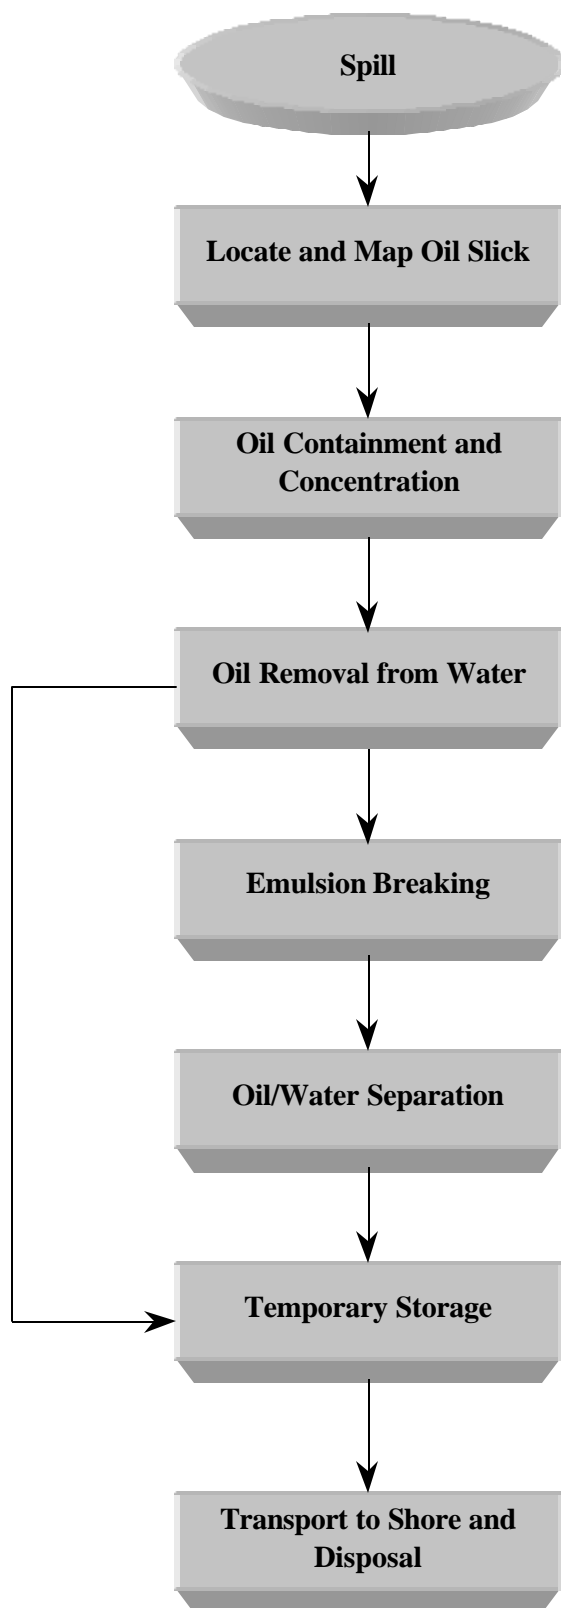 Spill
Locate and Map Oil Slick
Oil Containment and
Concentration
Oil Removal from Water
Emulsion Breaking
Oil/Water Separation
Temporary Storage
Transport to Shore and
Disposal